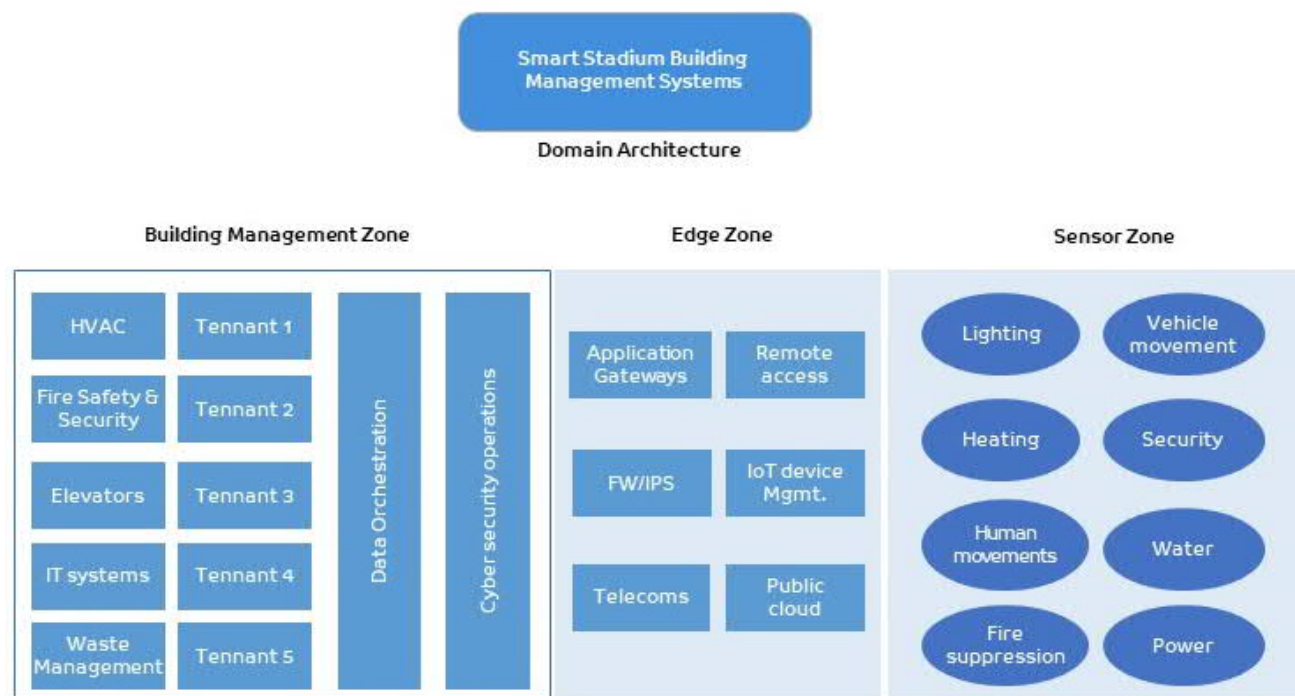 Smart Stadium Building
Management Systems
Domain Architecture
Building Management Zone
Edge Zone
Sensor Zone
HVAC
Tennant 1
Fire Safety &
Security
Tennant 2
Elevators
Tennant 3
IT systems
Tennant 4
Waste
Management
Tennant 5
Data Orchestration
Cyber security operations
Application
Gateways
Remote
access
FW/IPS
IoT device
Mgmt.
Telecoms
Public
cloud
Lighting
Vehicle
movement
Heating
Security
Human
movements
Water
Fire
suppression
Power